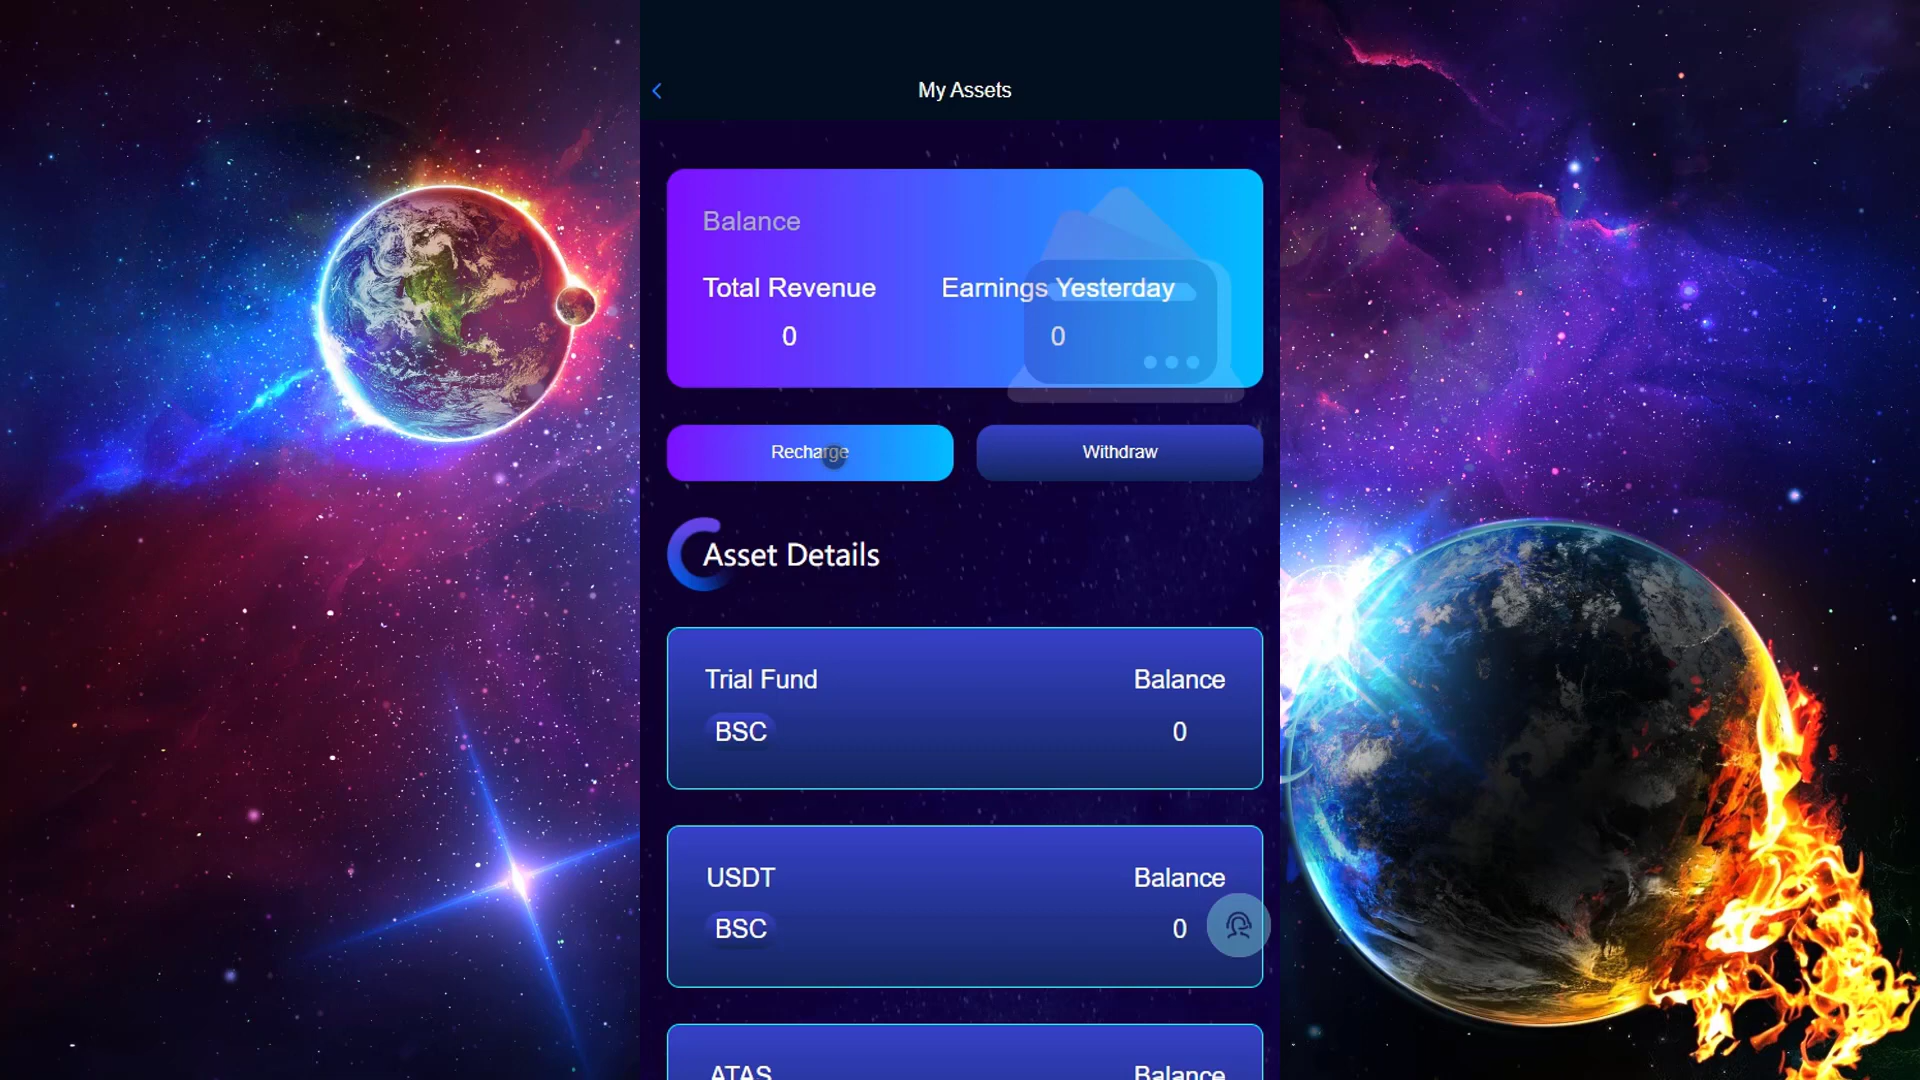 My Assets
Balance
Total Revenue
Earnings Yesterday
0
0
Recharge
Withdraw
Asset Details
Trial Fund
Balance
BSC
0
USDT
Balance
BSC
0
ATAS
Balance